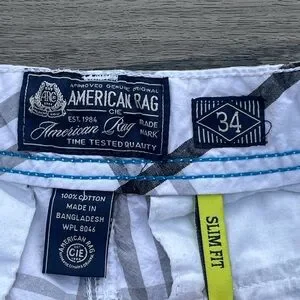 APPROVED GENUINE ORIGINAL
AMERICAN RAG
CIE
EST. 1984
TRADE
MARK
American Rag
TIME TESTED QUALITY
34
100% COTTON
MADE IN
BANGLADESH
WPL 8046
AMERICAN RAG
CIE
SLIM FIT